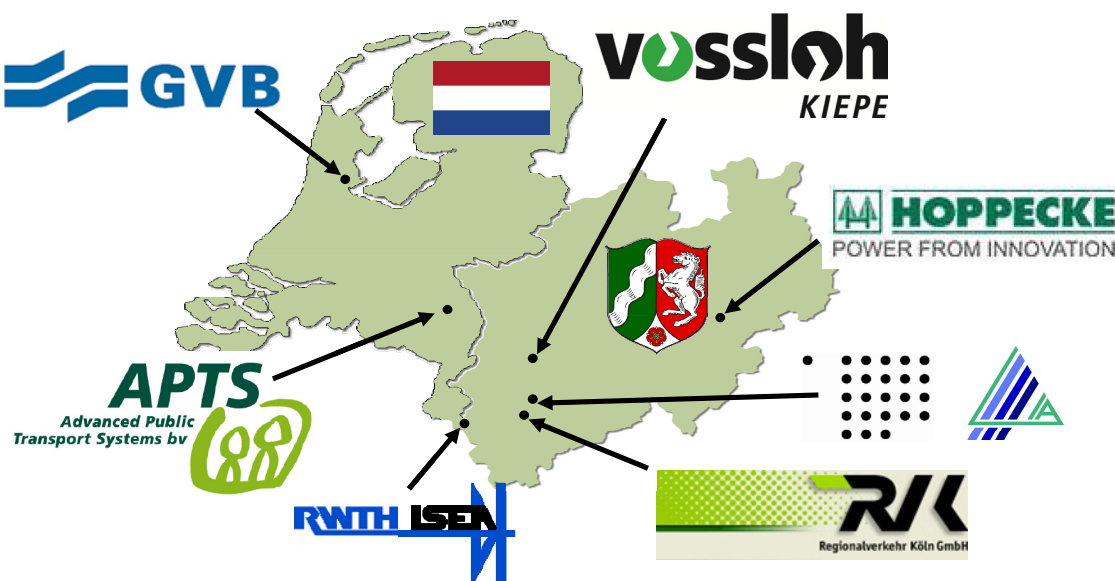 GVB
vossloh
KIEPE
HOPPECKE
POWER FROM INNOVATION
APTS
Advanced Public
Transport Systems bv
RWTH ISEA
A
RVK
Regionalverkehr Köln GmbH